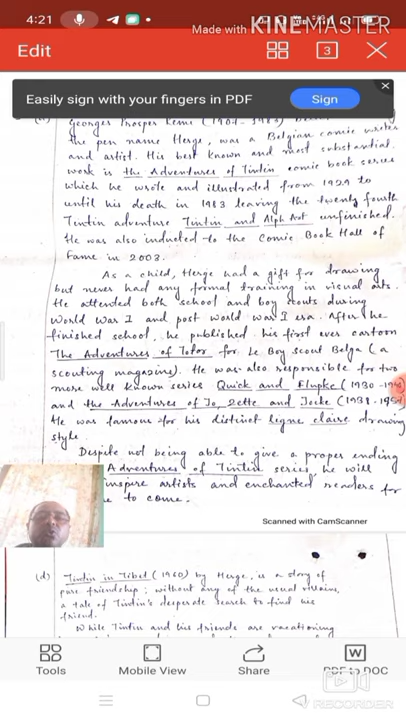 4:21
Made with KINEMASTER
Edit
3
Easily sign with your fingers in PDF
Sign
Georges Prosper Remi (1907-1983)
the pen name Herge, was a Belgian comic writer
and artist. His best known and most substantial
work is the Adventures of Tintin comic book series
which he wrote and illustrated from 1929 to
until his death in 1983 leaving the twenty fourth
Tintin adventure Tintin and Alph Art unfinished.
He was also inducted to the Comic Book Hall of
Fame in 2003.
As a child, Herge had a gift for drawing
but never had any formal training in visual arts.
He attended both school and boy scouts during
World War I and post world war I era. After he
finished school, he published his first ever cartoon
The Adventures of Totor for Le Boy scout Belga (a
scouting magazine). He was also responsible for two
more well known series Quick and Flupke (1930-
and the Adventures of Jo, Zette and Jocko (1931-
He was famous for his distinct ligne claire drawing
style.
Despite not being able to give a proper ending
Adventures of Tintin series, he will
inspire artists and enchanted readers for
to come.
Scanned with CamScanner
(d) Tintin in Tibet (1960) by Herge, is a story of
pure friendship; without any of the usual villains,
a tale of Tintin's desperate search to find his
friend.
While Tintin and his friends are vacationing
Tools
Mobile View
Share
PDF to DOC
RECORDER